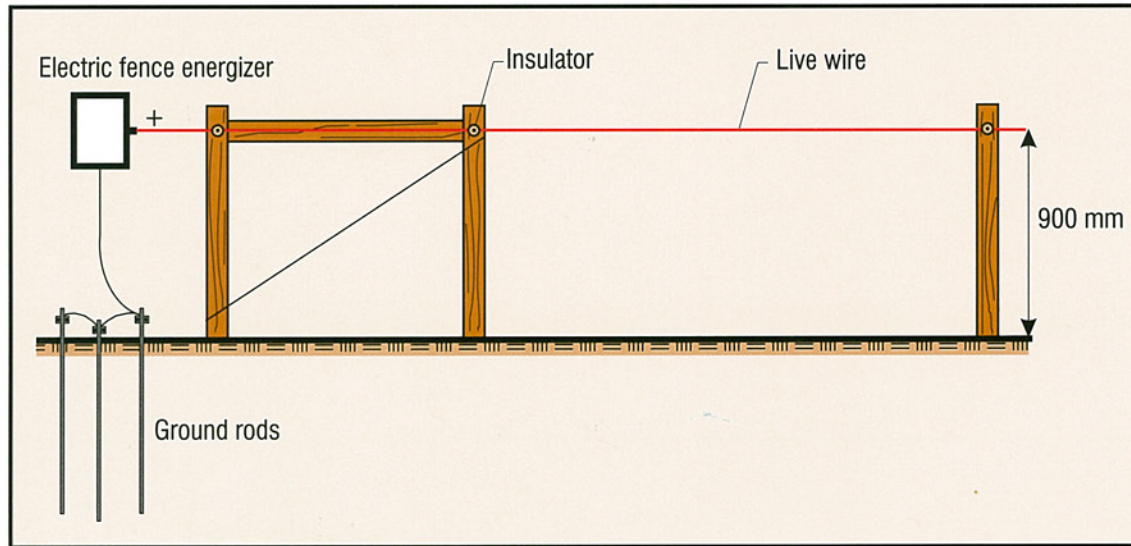 Electric fence energizer
+
Insulator
Live wire
900 mm
Ground rods